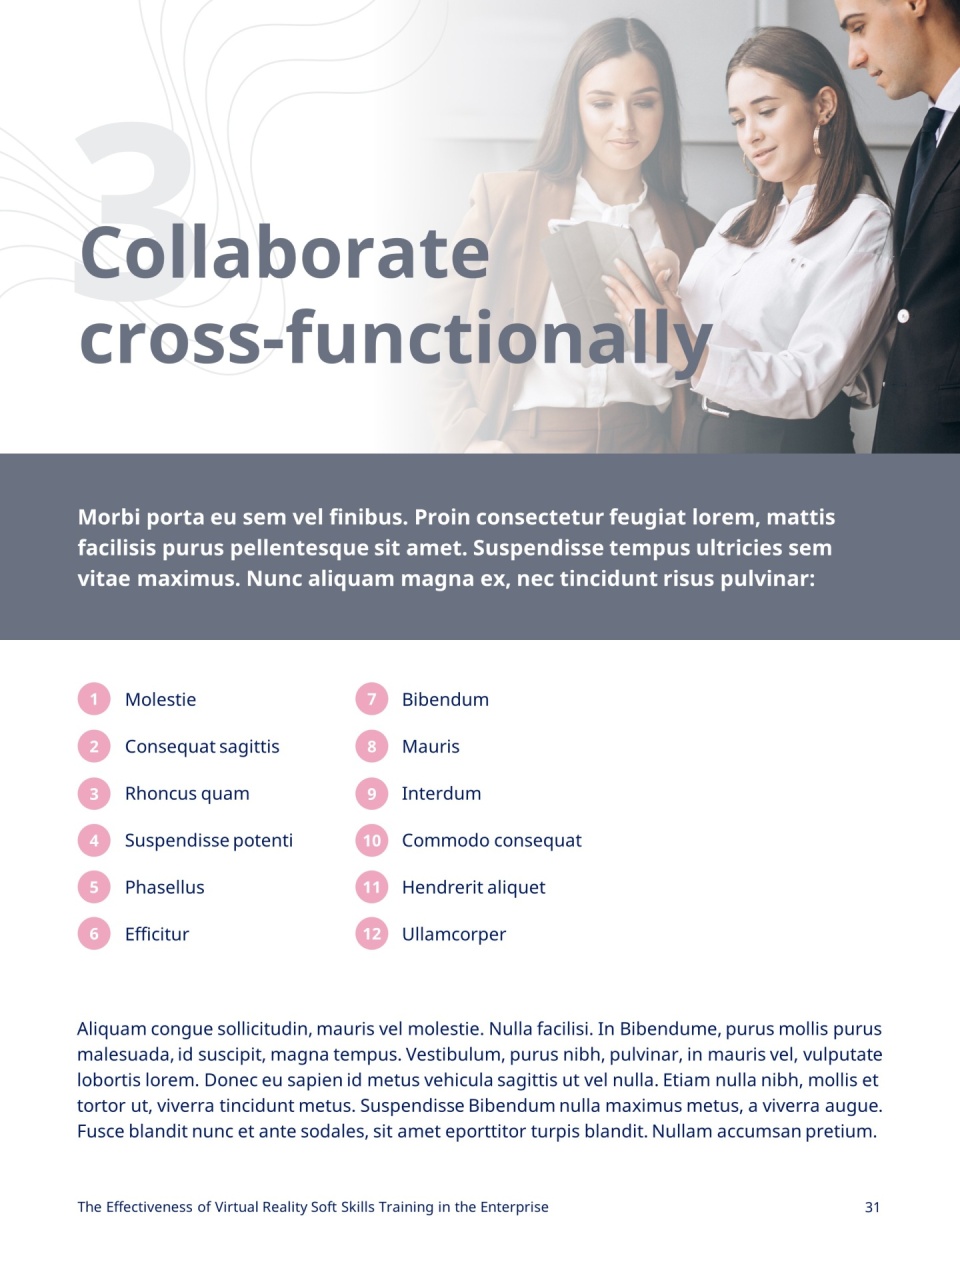 3
Collaborate
cross-functionally
Morbi porta eu sem vel finibus. Proin consectetur feugiat lorem, mattis
facilisis purus pellentesque sit amet. Suspendisse tempus ultricies sem
vitae maximus. Nunc aliquam magna ex, nec tincidunt risus pulvinar:
1 Molestie
2 Consequat sagittis
3 Rhoncus quam
4 Suspendisse potenti
5 Phasellus
6 Efficitur
7 Bibendum
8 Mauris
9 Interdum
10 Commodo consequat
11 Hendrerit aliquet
12 Ullamcorper
Aliquam congue sollicitudin, mauris vel molestie. Nulla facilisi. In Bibendume, purus mollis purus
malesuada, id suscipit, magna tempus. Vestibulum, purus nibh, pulvinar, in mauris vel, vulputate
lobortis lorem. Donec eu sapien id metus vehicula sagittis ut vel nulla. Etiam nulla nibh, mollis et
tortor ut, viverra tincidunt metus. Suspendisse Bibendum nulla maximus metus, a viverra augue.
Fusce blandit nunc et ante sodales, sit amet eporttitor turpis blandit. Nullam accumsan pretium.
The Effectiveness of Virtual Reality Soft Skills Training in the Enterprise
31